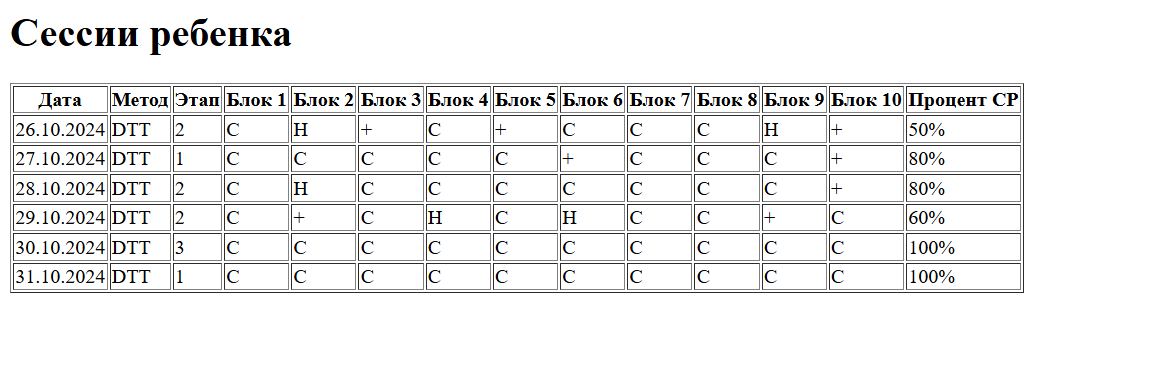 Сессии ребенка
Дата Метод Этап Блок 1 Блок 2 Блок 3 Блок 4 Блок 5 Блок 6 Блок 7 Блок 8 Блок 9 Блок 10 Процент СР
26.10.2024 DTT 2 С Н + С + С С С Н + 50%
27.10.2024 DTT 1 С С С С С + С С С + 80%
28.10.2024 DTT 2 С Н С С С С С С С + 80%
29.10.2024 DTT 2 С + С Н С Н С С + С 60%
30.10.2024 DTT 3 С С С С С С С С С С 100%
31.10.2024 DTT 1 С С С С С С С С С С 100%